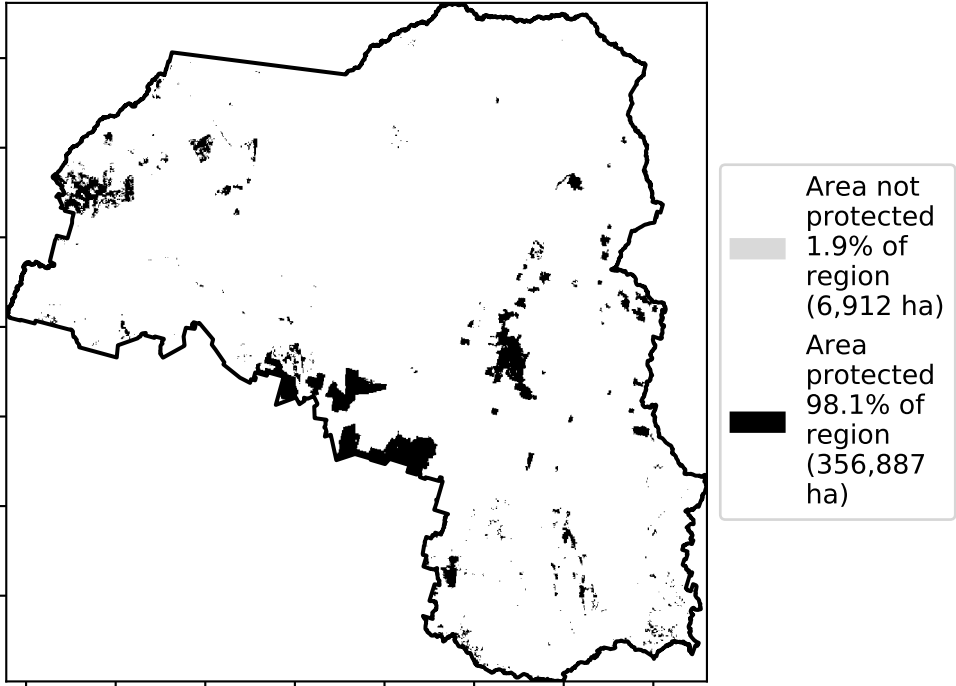 Area not
protected
1.9% of
region
(6,912 ha)
Area
protected
98.1% of
region
(356,887
ha)